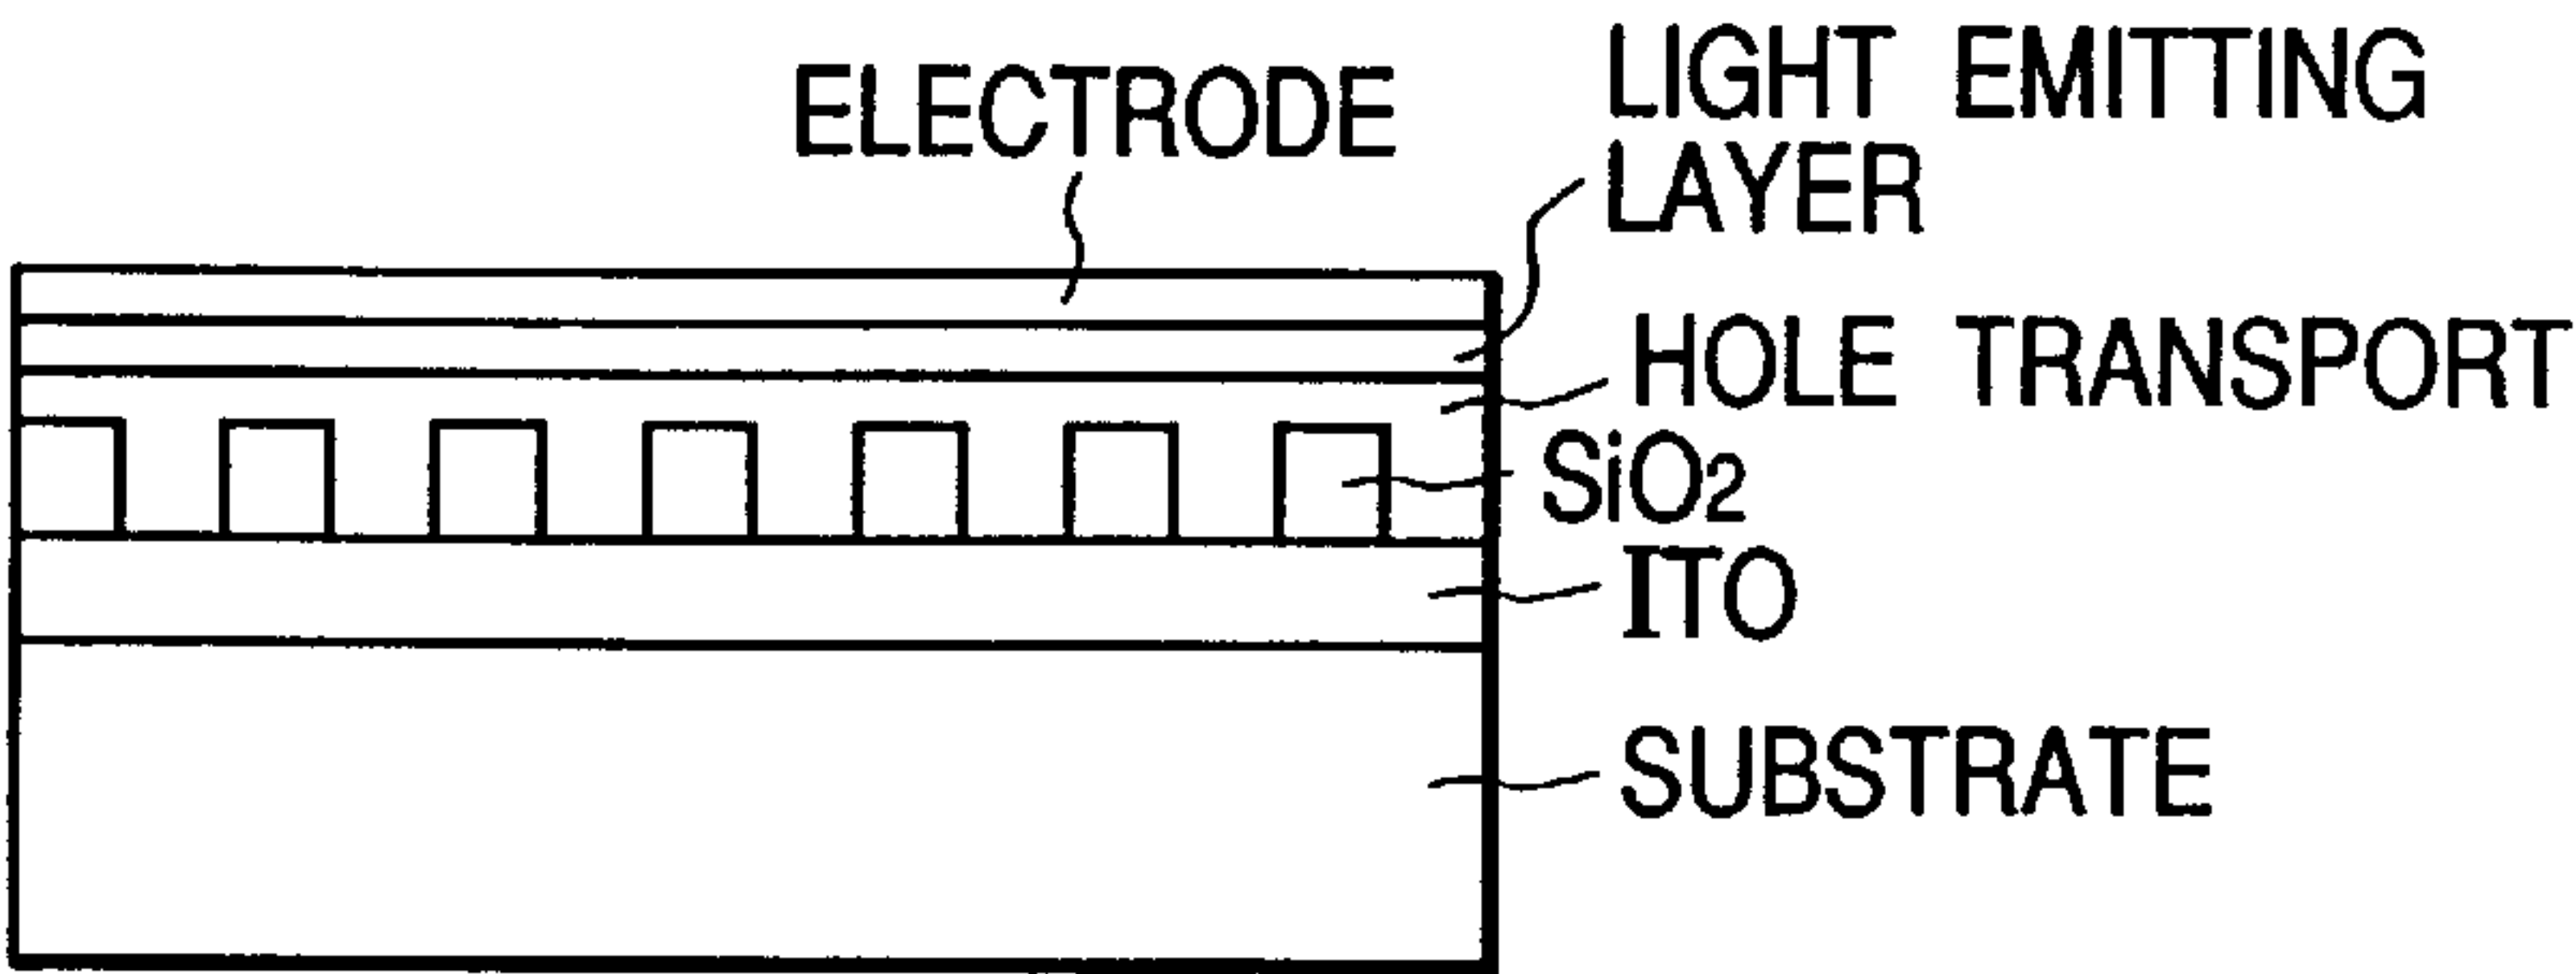 ELECTRODE
LIGHT EMITTING
LAYER
HOLE TRANSPORT
SiO2
ITO
SUBSTRATE